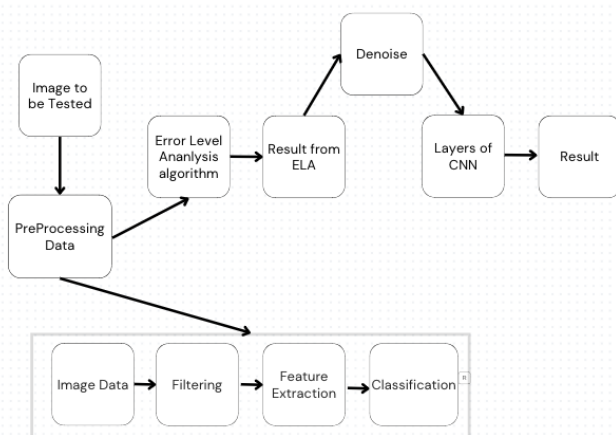 Image to
be Tested
PreProcessing
Data
Error Level
Ananlysis
algorithm
Result from
ELA
Denoise
Layers of
CNN
Result
Image Data
Filtering
Feature
Extraction
Classification